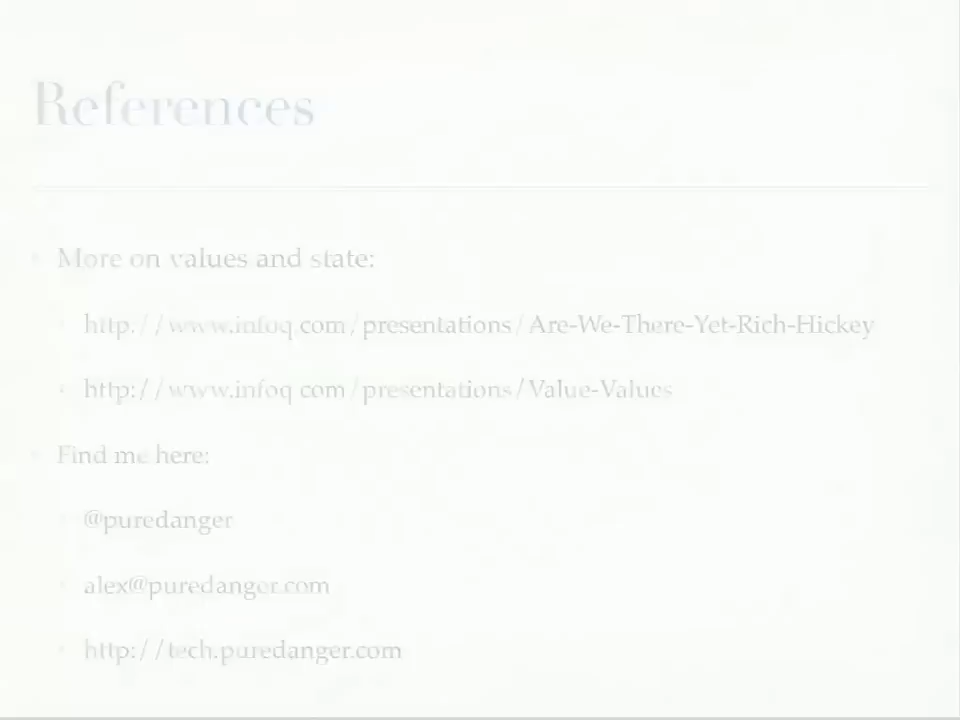 References
More on values and state:
http://www.infoq.com/presentations/Are-We-There-Yet-Rich-Hickey
http://www.infoq.com/presentations/Value-Values
Find me here:
@puredanger
alex@puredanger.com
http://tech.puredanger.com